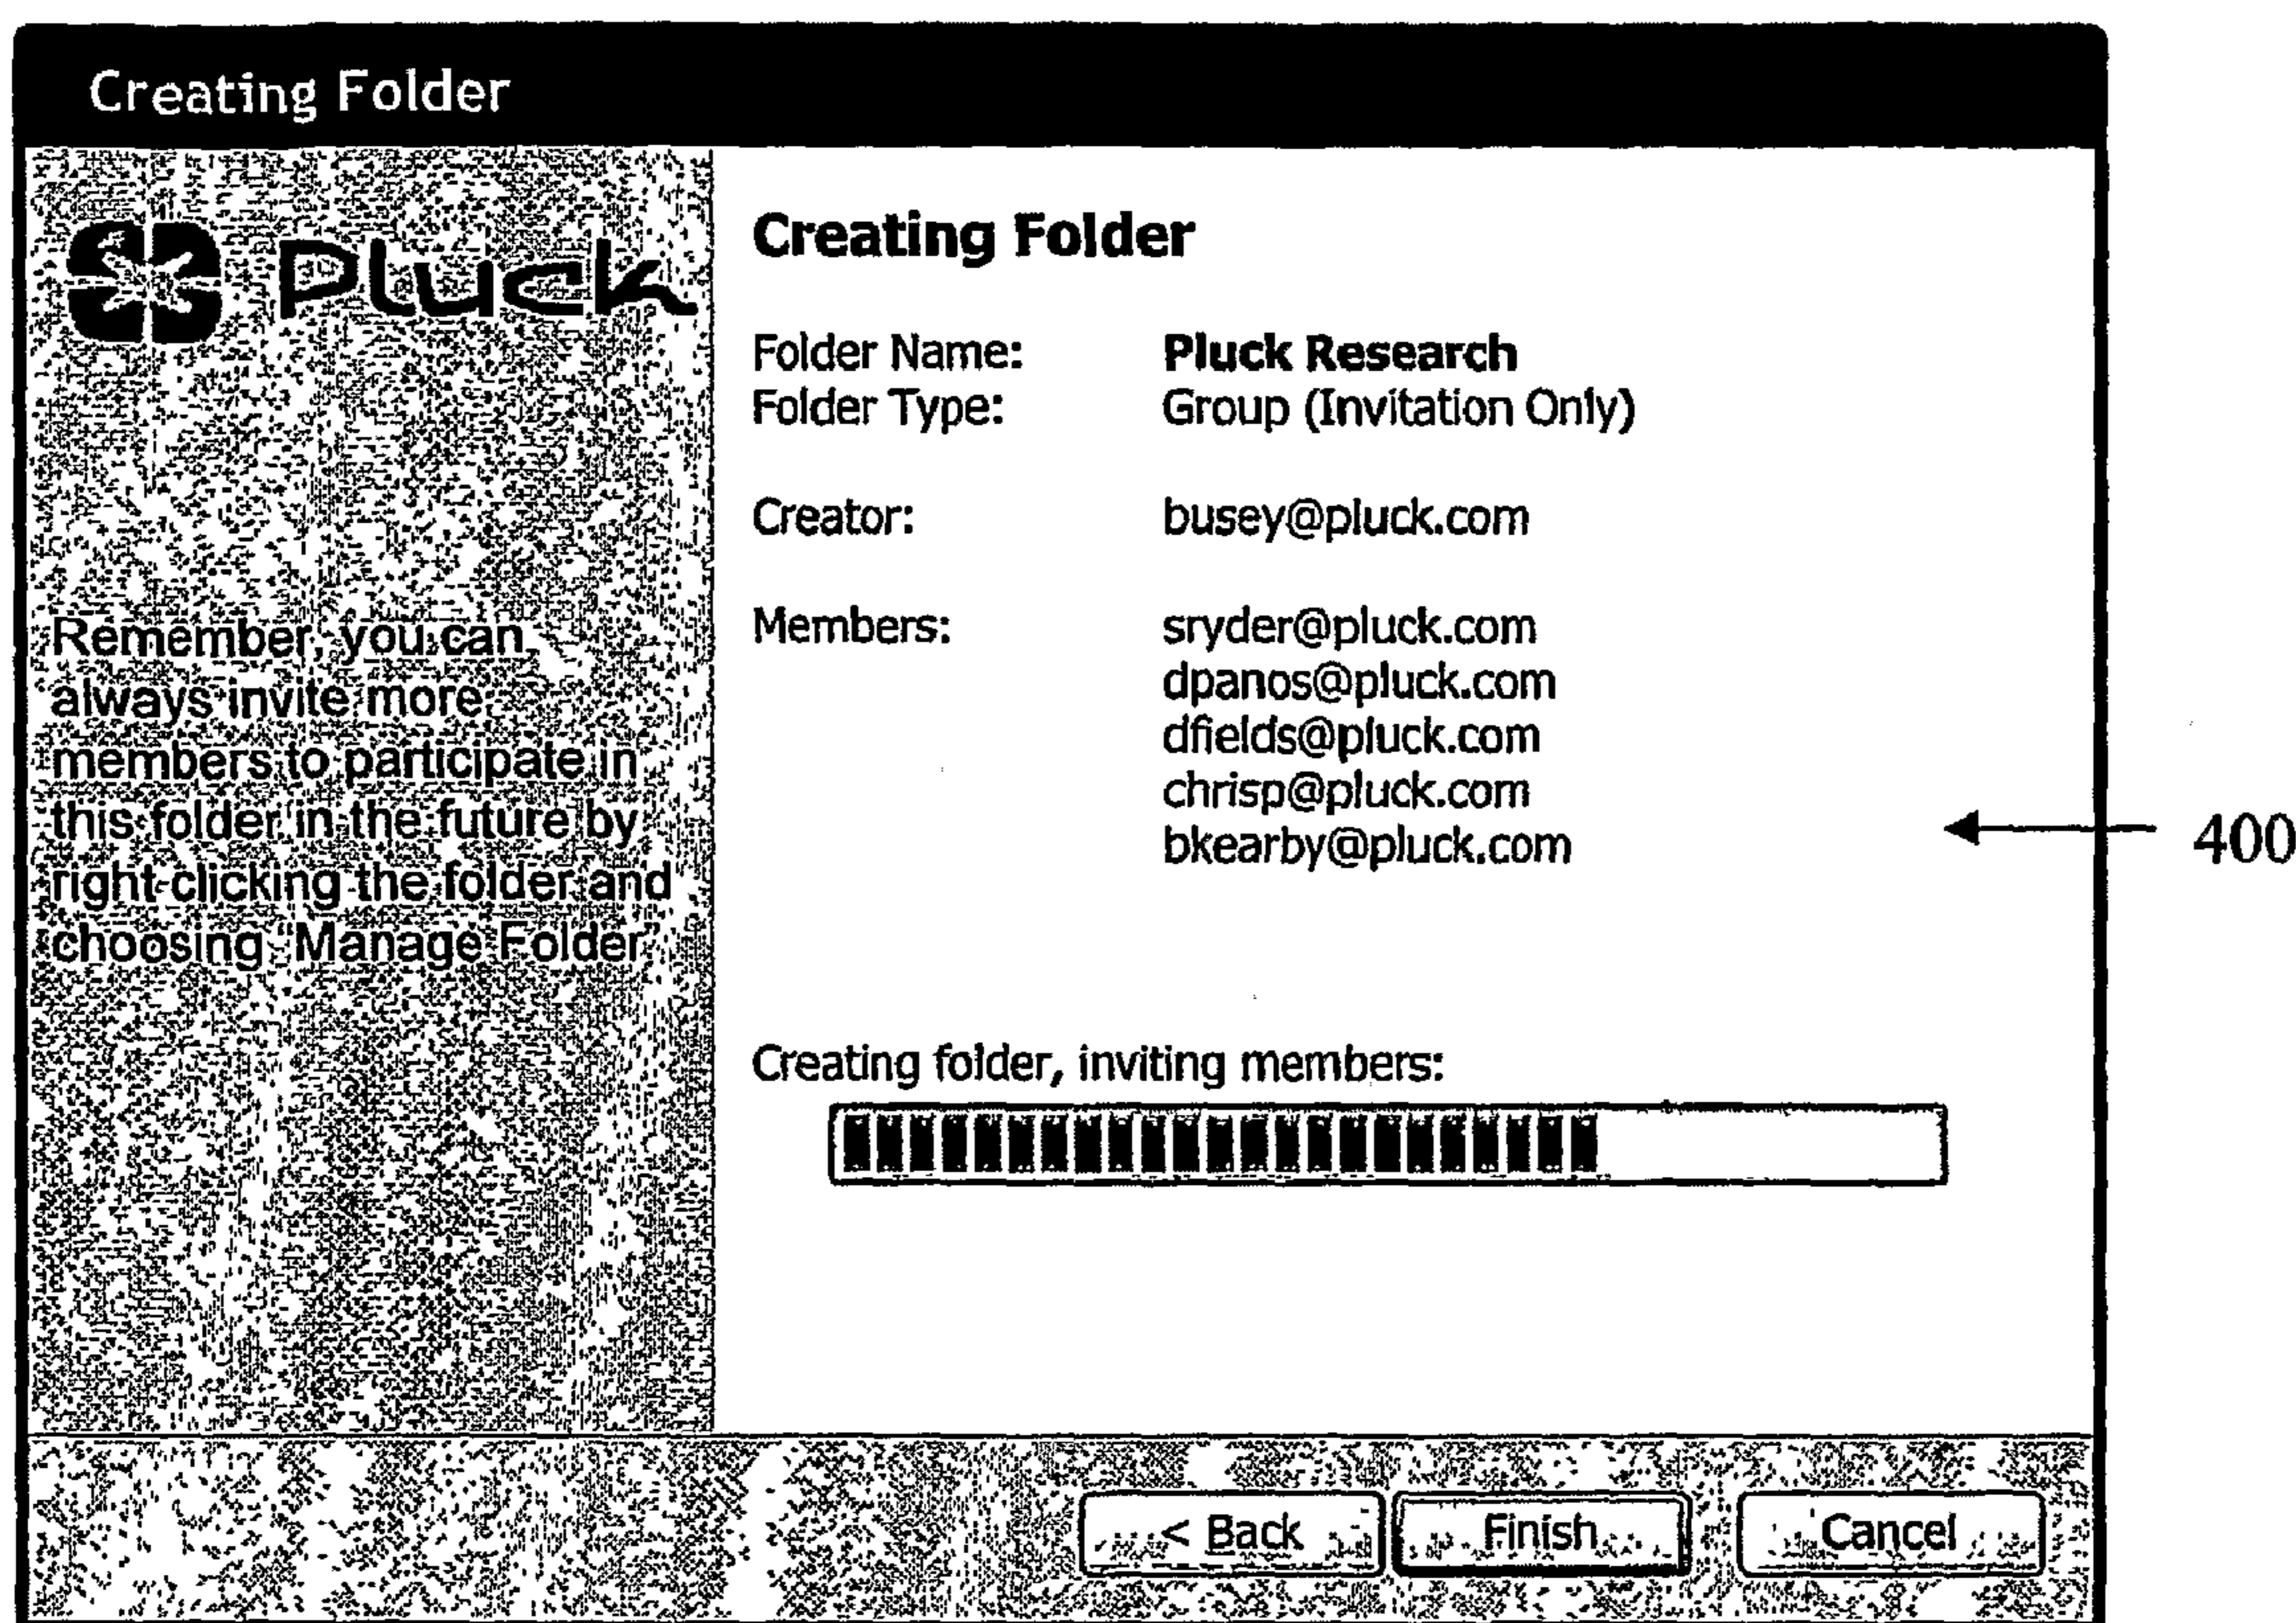 Creating Folder
Pluck
Remember, you can
always invite more
members to participate in
this folder in the future by
right-clicking the folder and
choosing "Manage Folder"
Creating Folder
Folder Name: Pluck Research
Folder Type: Group (Invitation Only)
Creator: busey@pluck.com
Members: sryder@pluck.com
dpanos@pluck.com
dfields@pluck.com
chrisp@pluck.com
bkearby@pluck.com
400
Creating folder, inviting members:
< Back Finish Cancel